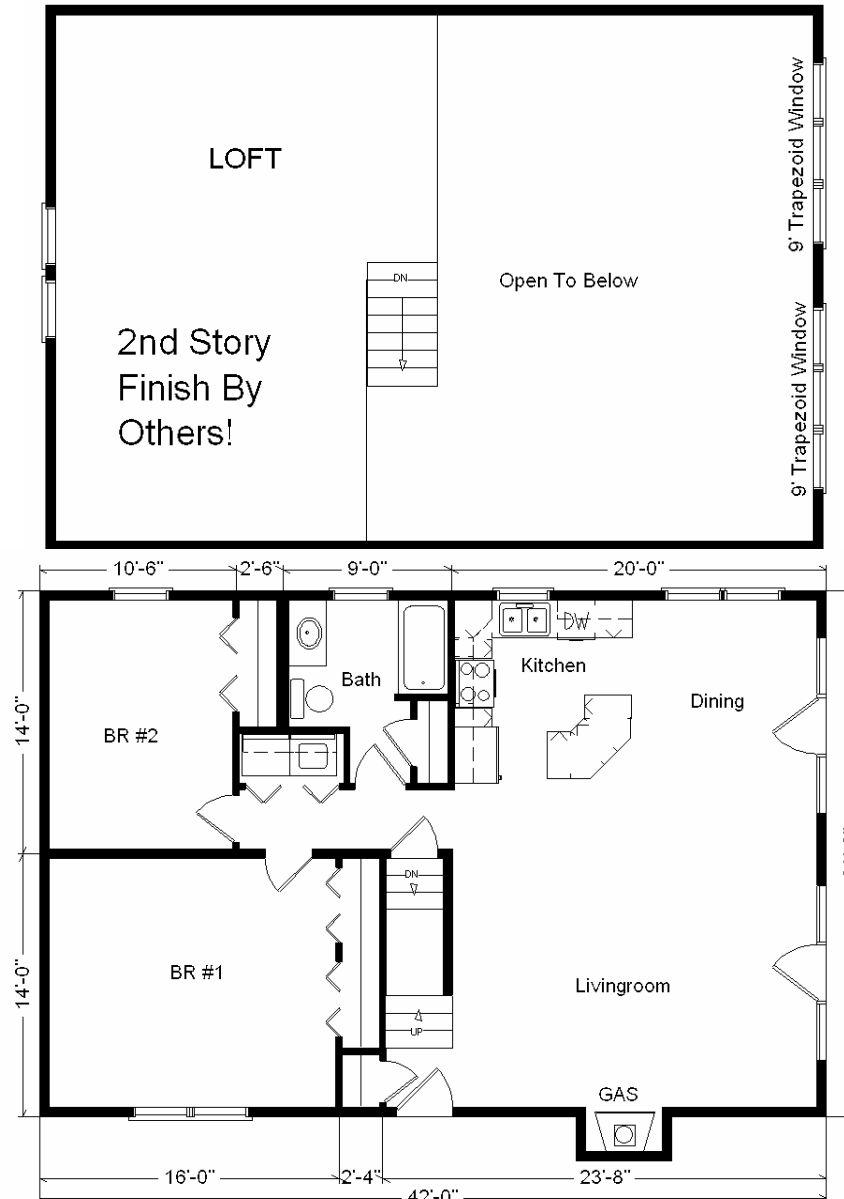 9' Trapezoid Window
LOFT
DN
Open To Below
2nd Story
Finish By
Others!
9' Trapezoid Window
10'-6"
2'-6"
9'-0"
20'-0"
DW
Kitchen
Bath
Dining
14'-0"
BR #2
DN
BR #1
14'-0"
Livingroom
UP
GAS
16'-0"
2'-4"
23'-8"
42'-0"